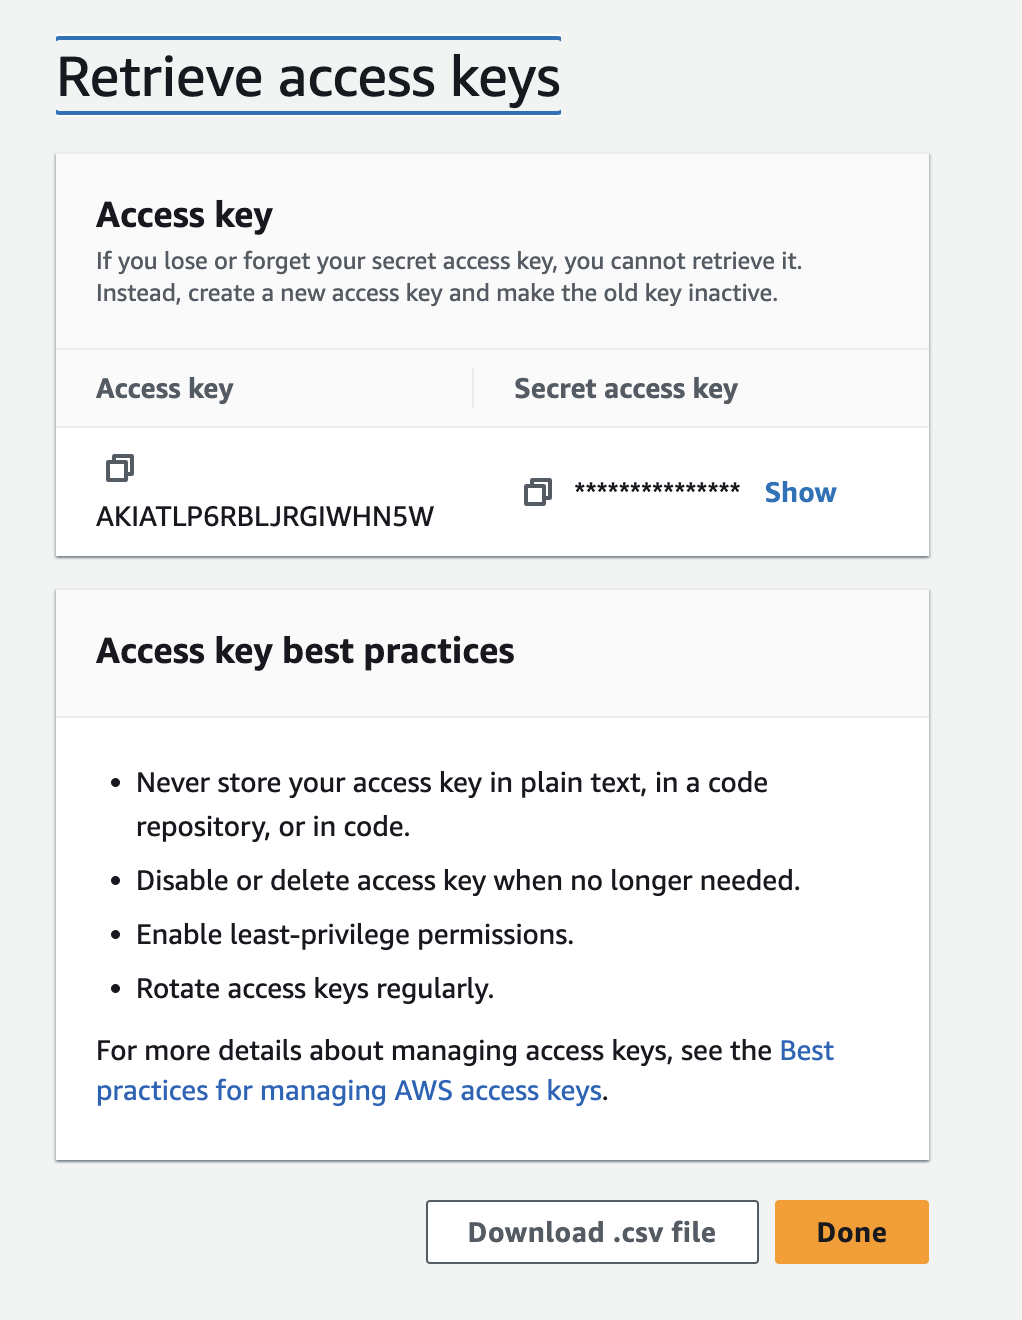 Retrieve access keys
Access key
If you lose or forget your secret access key, you cannot retrieve it.
Instead, create a new access key and make the old key inactive.
Access key
Secret access key
AKIATLP6RBLJRGIWHN5W
*************** Show
Access key best practices
• Never store your access key in plain text, in a code
repository, or in code.
• Disable or delete access key when no longer needed.
• Enable least-privilege permissions.
• Rotate access keys regularly.
For more details about managing access keys, see the Best
practices for managing AWS access keys.
Download .csv file
Done